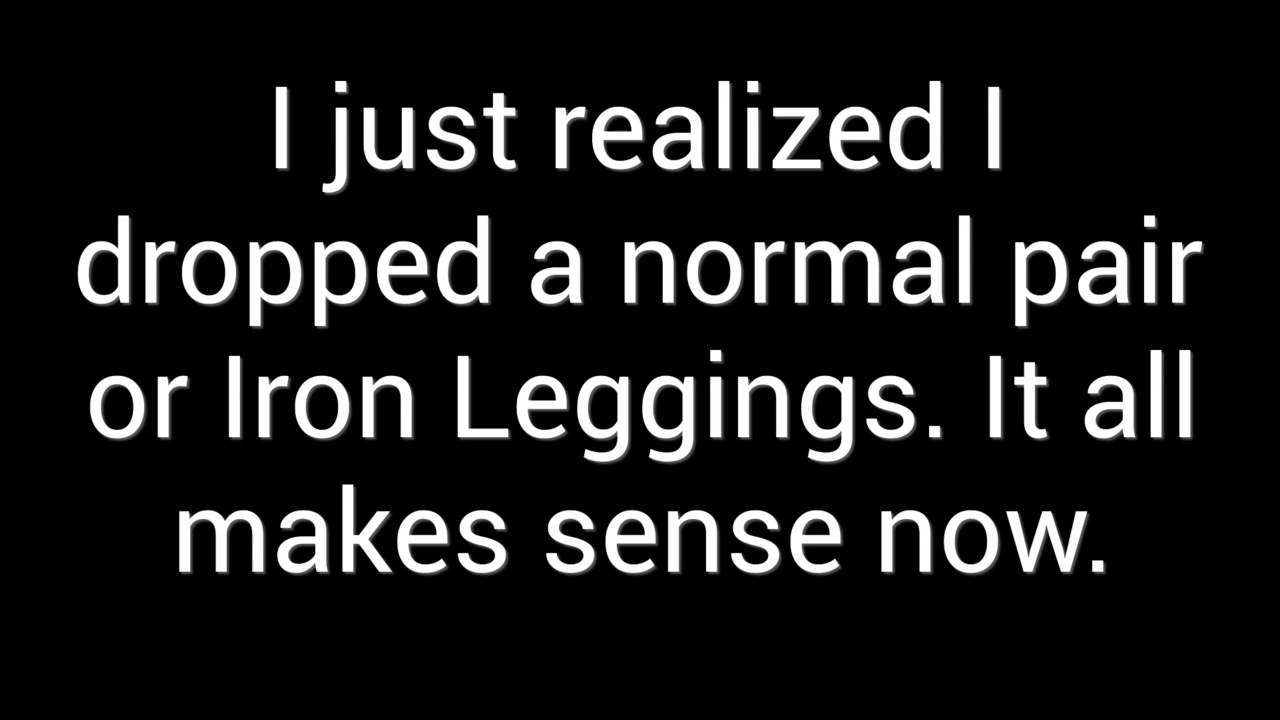 I just realized I
dropped a normal pair
or Iron Leggings. It all
makes sense now.